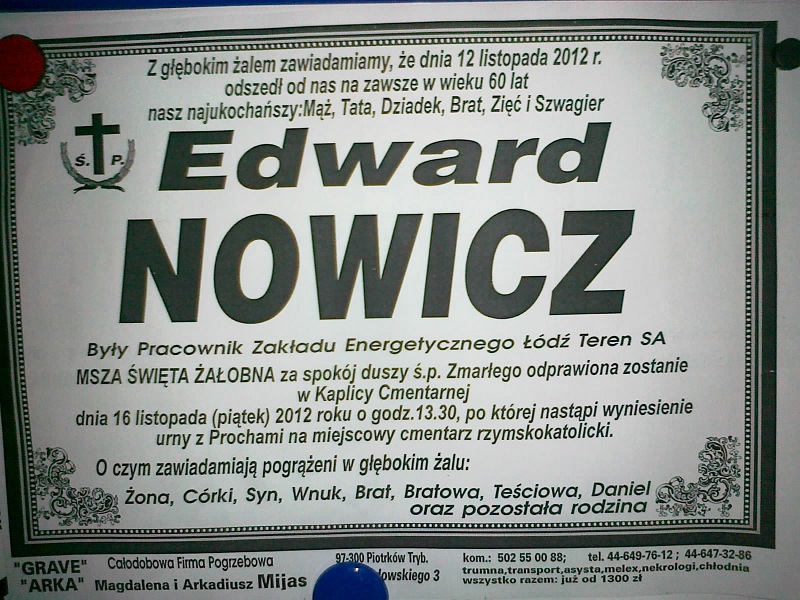 Z głębokim żalem zawiadamiamy, że dnia 12 listopada 2012 r.
odszedł od nas na zawsze w wieku 60 lat
nasz najukochańszy:Mąż, Tata, Dziadek, Brat, Zięć i Szwagier
Ś. P.
Edward
NOWICZ
Były Pracownik Zakładu Energetycznego Łódź Teren SA
MSZA ŚWIĘTA ŻAŁOBNA za spokój duszy ś.p. Zmarłego odprawiona zostanie
w Kaplicy Cmentarnej
dnia 16 listopada (piątek) 2012 roku o godz.13.30, po której nastąpi wyniesienie
urny z Prochami na miejscowy cmentarz rzymskokatolicki.
O czym zawiadamiają pogrążeni w głębokim żalu:
Żona, Córki, Syn, Wnuk, Brat, Bratowa, Teściowa, Daniel
oraz pozostała rodzina
"GRAVE" Całodobowa Firma Pogrzebowa
"ARKA" Magdalena i Arkadiusz Mijas
97-300 Piotrków Tryb.
3
kom.: 502 55 00 88; tel. 44-649-76-12 ; 44-647-32-86
trumna,transport,asysta,melex,nekrologi,chłodnia
wszystko razem: już od 1300 zł